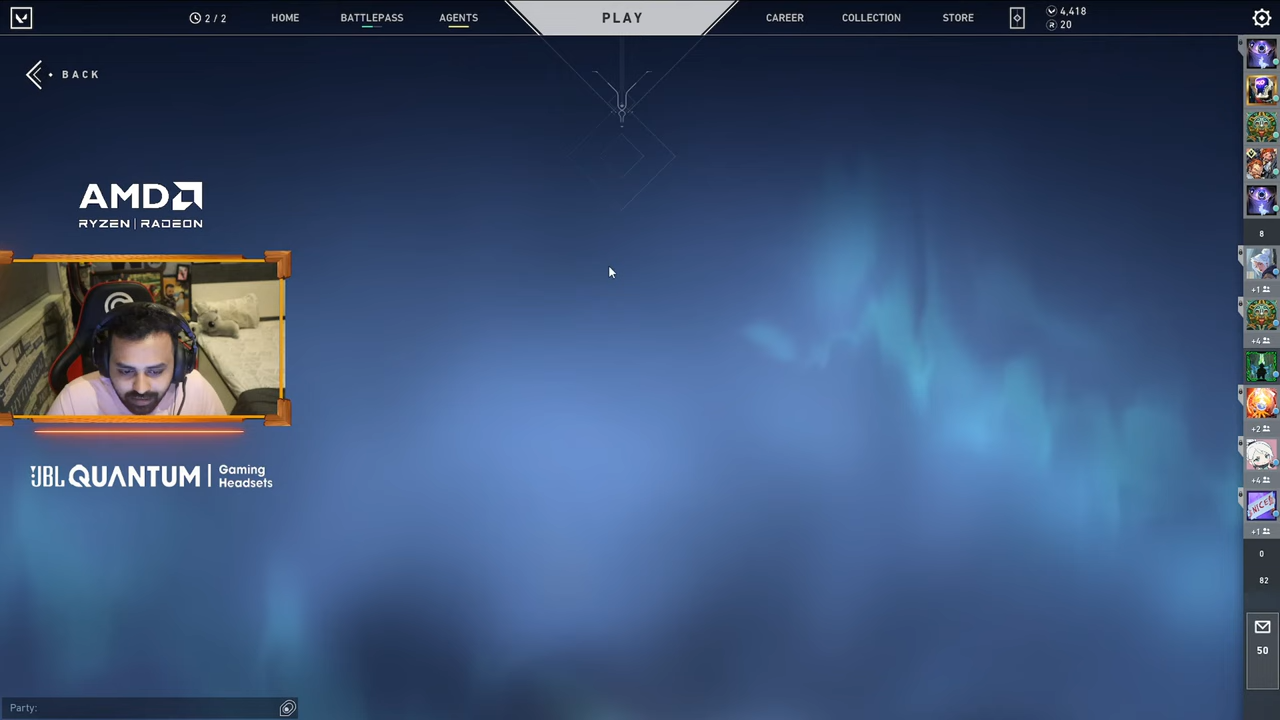 2 / 2
HOME
BATTLEPASS
AGENTS
PLAY
CAREER
COLLECTION
STORE
4,418
20
BACK
AMD
RYZEN | RADEON
JBL QUANTUM | Gaming Headsets
8
+1
+4
+2
+4
NICE!
+1
0
82
50
Party: